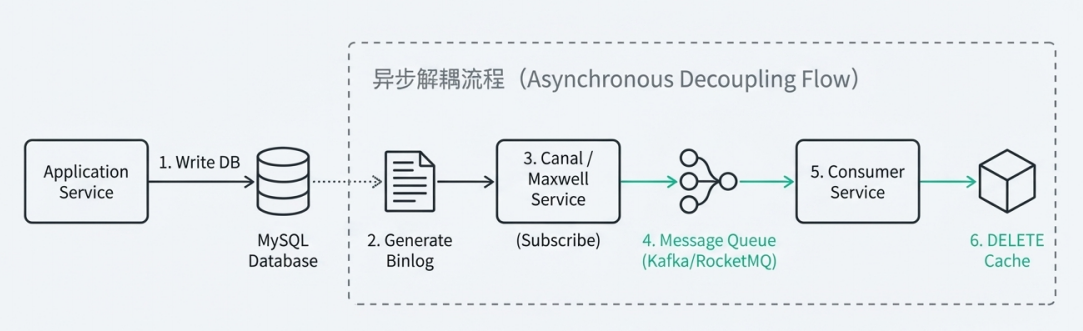 异步解耦流程（Asynchronous Decoupling Flow）
Application
Service
1. Write DB
MySQL
Database
2. Generate
Binlog
3. Canal /
Maxwell
Service
(Subscribe)
4. Message Queue
(Kafka/RocketMQ)
5. Consumer
Service
6. DELETE
Cache